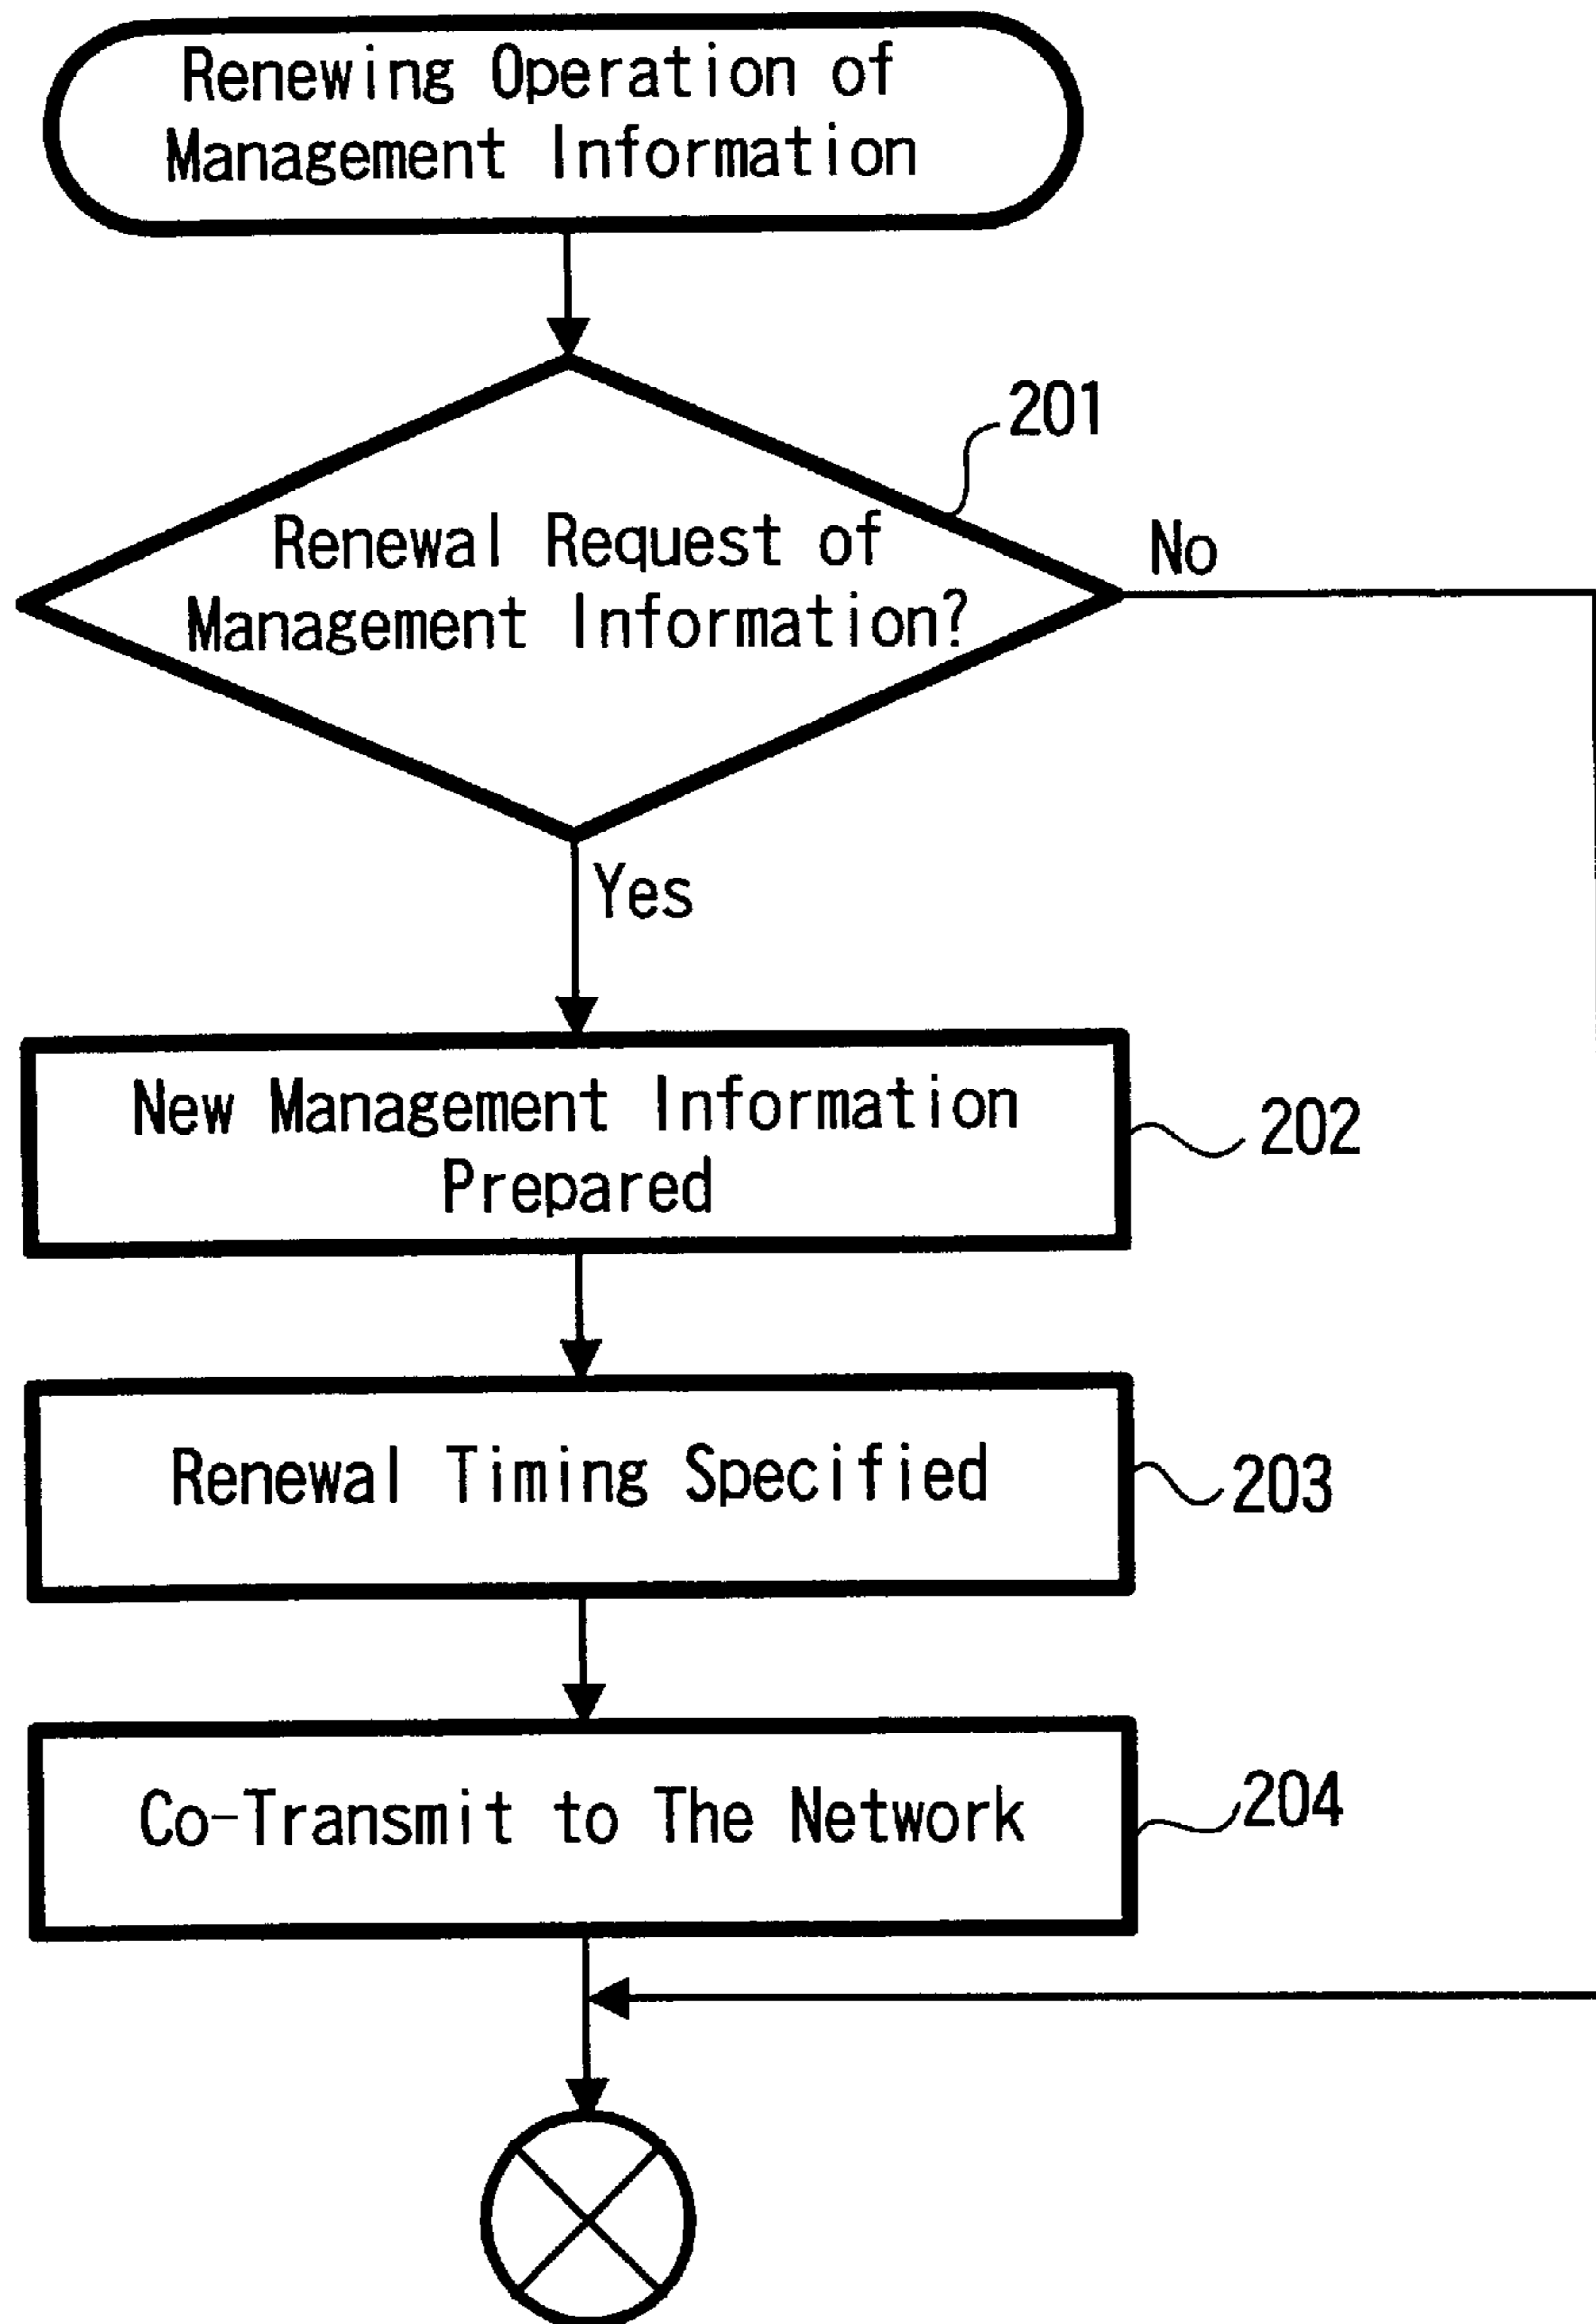 Renewing Operation of
Management Information
201
Renewal Request of
Management Information?
No
Yes
New Management Information
Prepared
202
Renewal Timing Specified
203
Co-Transmit to The Network
204